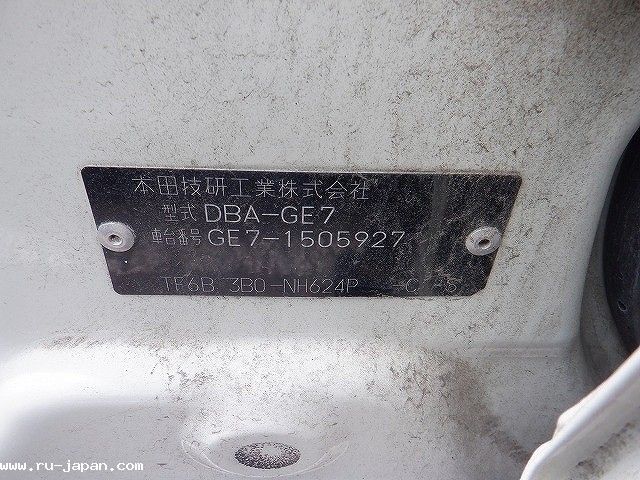 本田技研工業株式会社
型式 DBA-GE7
車台番号 GE7-1505927
TF6B 3B0-NH624P -C -S
www.ru-japan.com